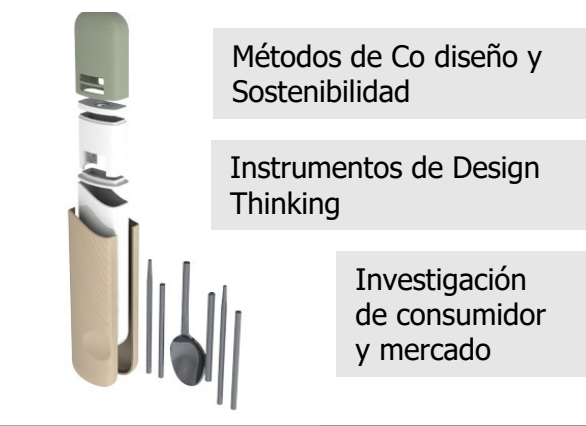 Métodos de Co diseño y
Sostenibilidad
Instrumentos de Design
Thinking
Investigación
de consumidor
y mercado